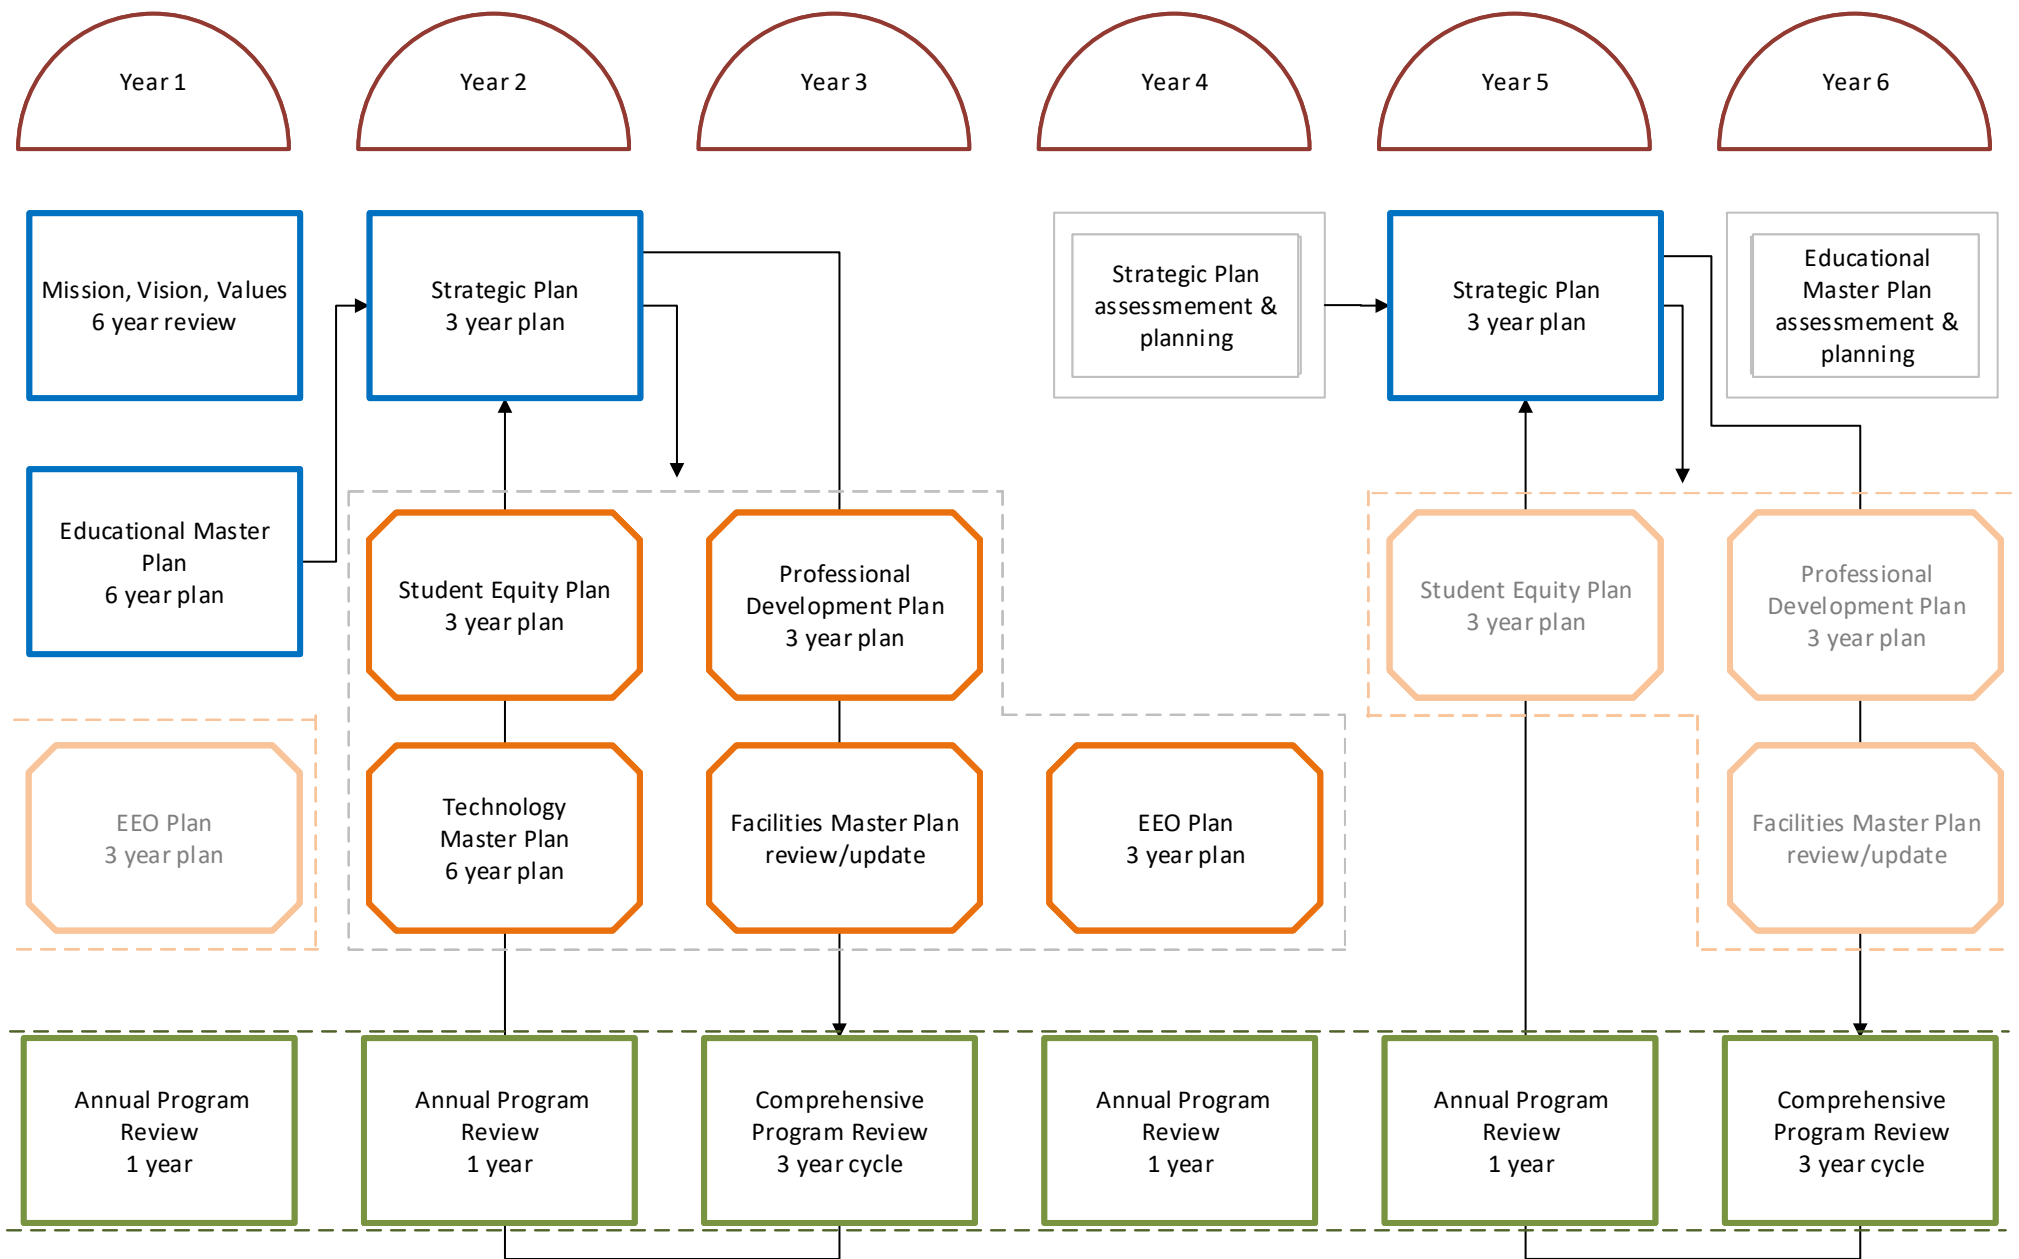 Year 1
Year 2
Year 3
Year 4
Year 5
Year 6
Mission, Vision, Values
6 year review
Strategic Plan
3 year plan
Strategic Plan
assessmement &
planning
Strategic Plan
3 year plan
Educational
Master Plan
assessmement &
planning
Educational Master
Plan
6 year plan
Student Equity Plan
3 year plan
Professional
Development Plan
3 year plan
Student Equity Plan
3 year plan
Professional
Development Plan
3 year plan
EEO Plan
3 year plan
Technology
Master Plan
6 year plan
Facilities Master Plan
review/update
EEO Plan
3 year plan
Facilities Master Plan
review/update
Annual Program
Review
1 year
Annual Program
Review
1 year
Comprehensive
Program Review
3 year cycle
Annual Program
Review
1 year
Annual Program
Review
1 year
Comprehensive
Program Review
3 year cycle